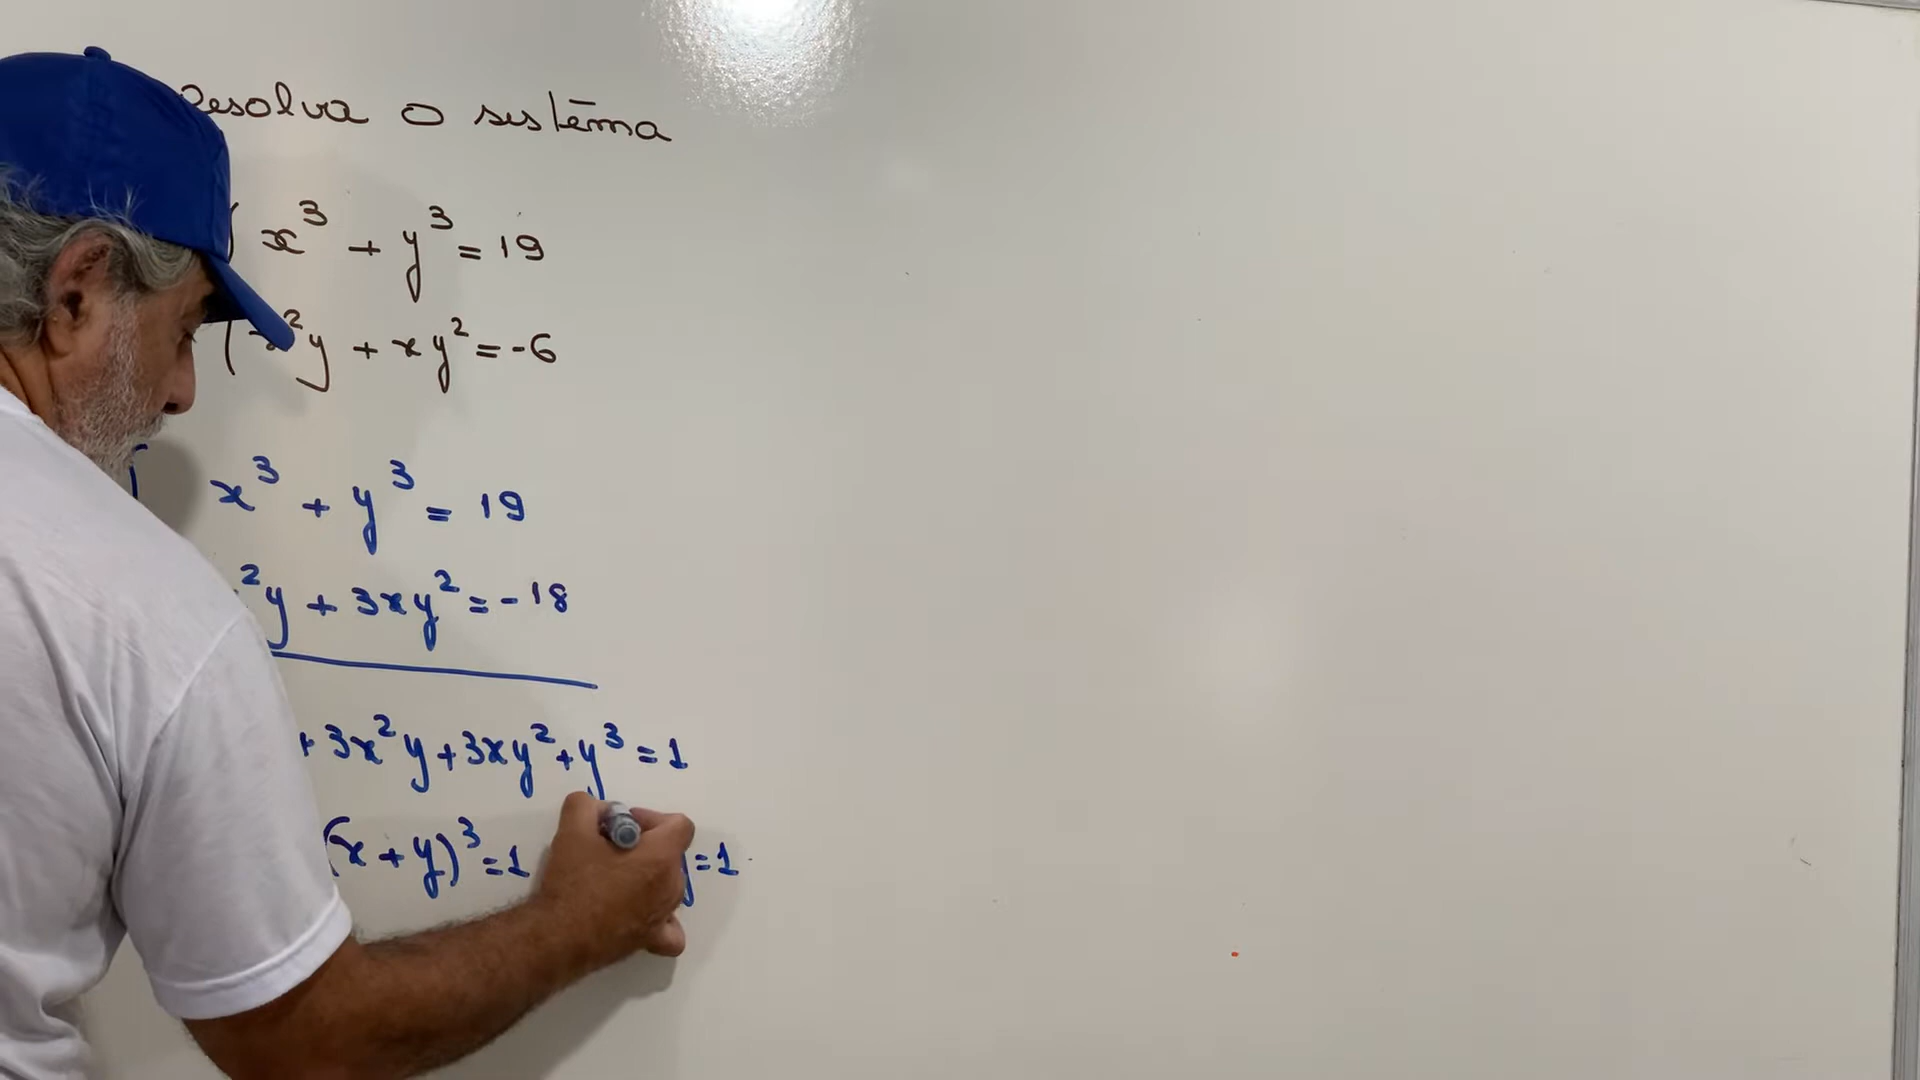 Resolva o sistema
x³ + y³ = 19
²y + xy² = -6
x³ + y³ = 19
²y + 3xy² = -18
+ 3x²y + 3xy² + y³ = 1
(x + y)³ = 1 y = 1